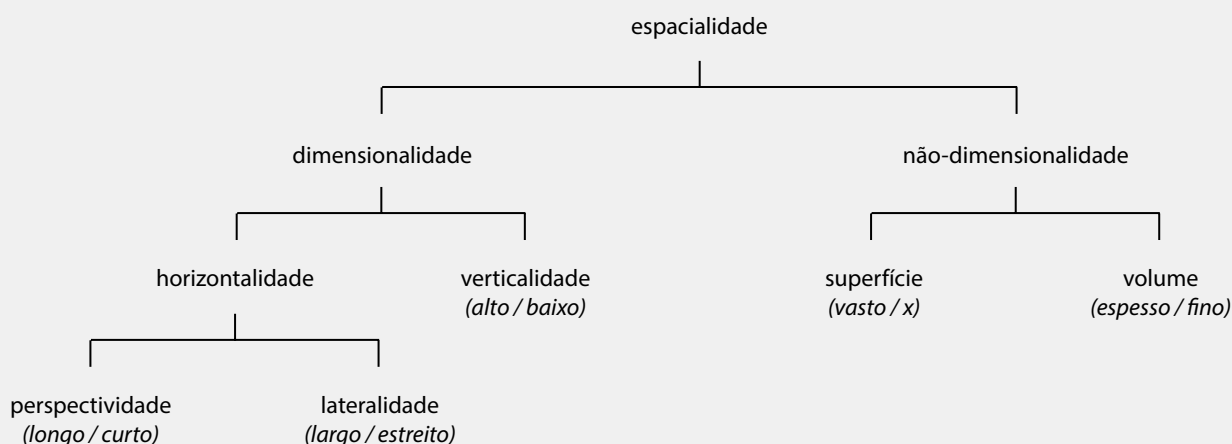 espacialidade
dimensionalidade
não-dimensionalidade
horizontalidade
verticalidade
(alto / baixo)
superfície
(vasto / x)
volume
(espesso / fino)
perspectividade
(longo / curto)
lateralidade
(largo / estreito)